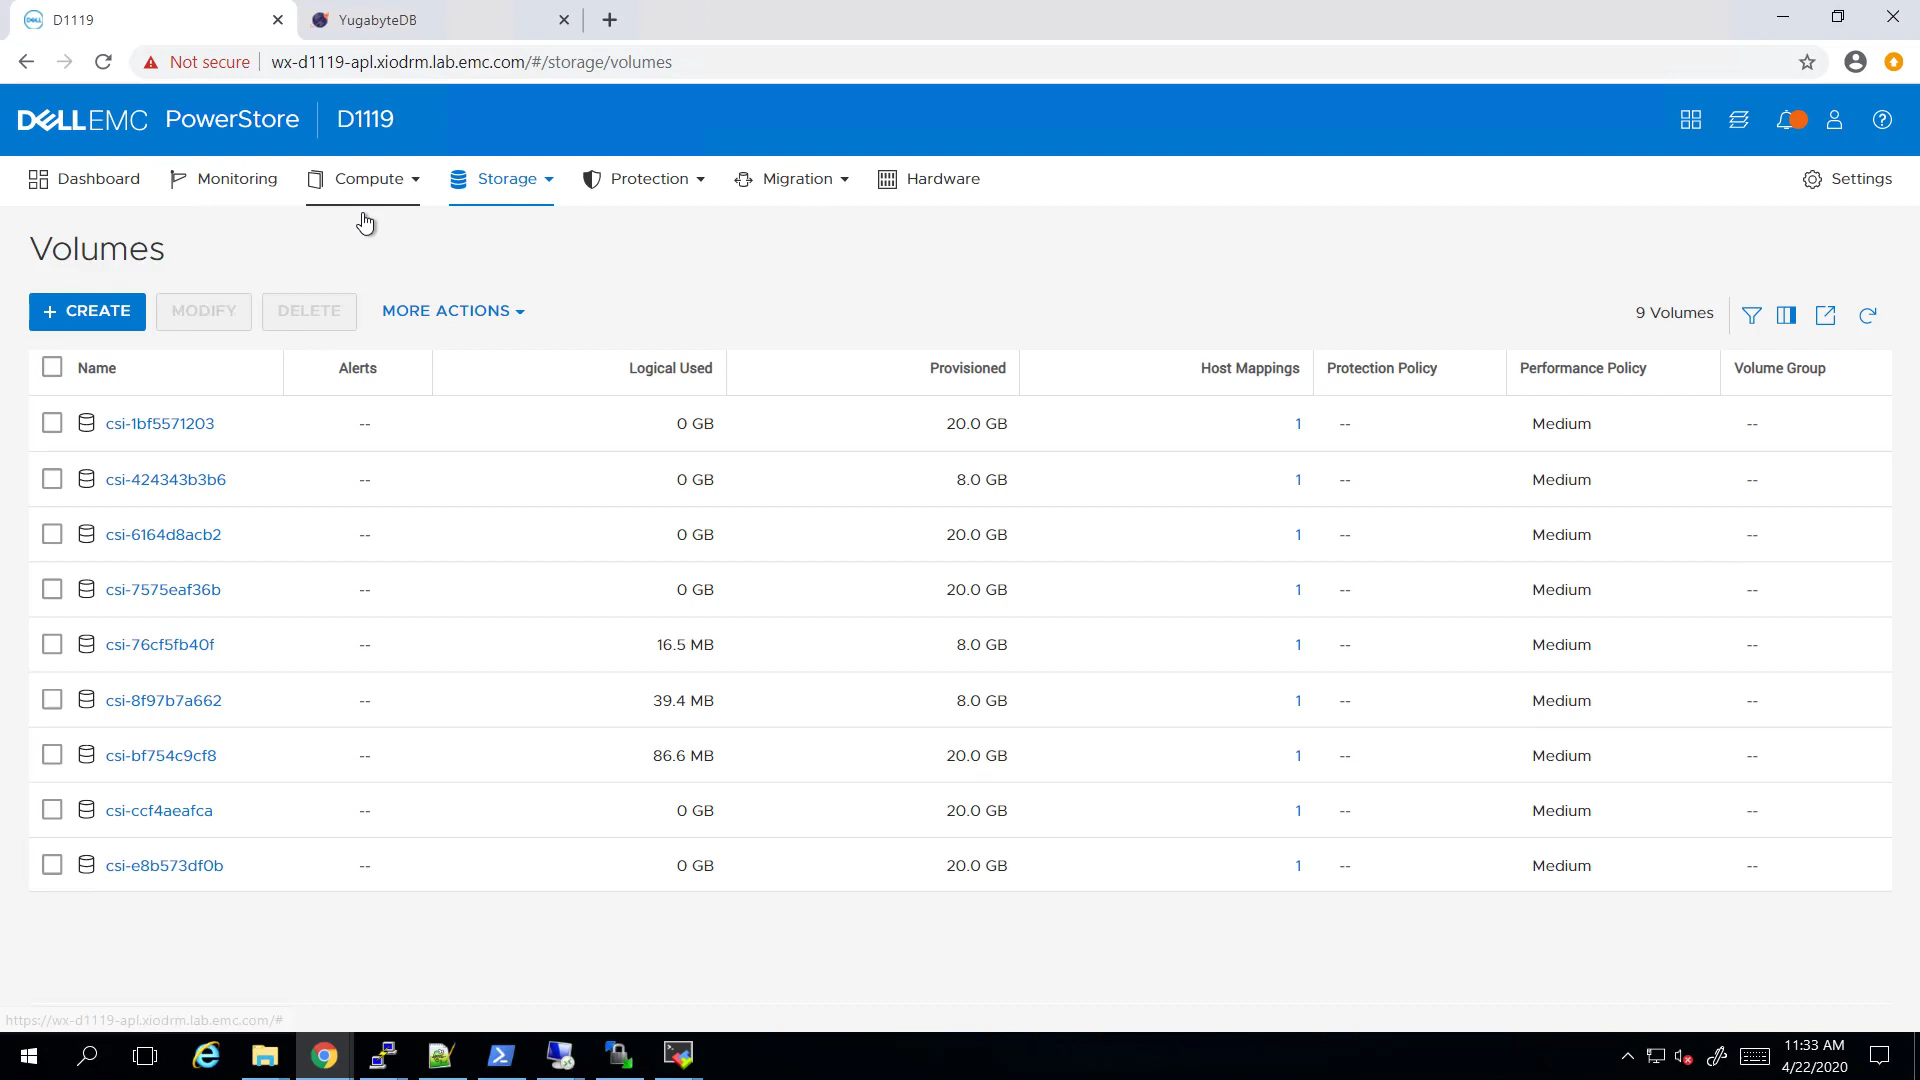 D1119
YugabyteDB
Not secure
wx-d1119-apl.xiodrm.lab.emc.com/#/storage/volumes
DELLEMC PowerStore D1119
Dashboard Monitoring Compute Storage Protection Migration Hardware Settings
Volumes
+ CREATE MODIFY DELETE MORE ACTIONS 9 Volumes
Name Alerts Logical Used Provisioned Host Mappings Protection Policy Performance Policy Volume Group
csi-1bf5571203 -- 0 GB 20.0 GB 1 -- Medium --
csi-424343b3b6 -- 0 GB 8.0 GB 1 -- Medium --
csi-6164d8acb2 -- 0 GB 20.0 GB 1 -- Medium --
csi-7575eaf36b -- 0 GB 20.0 GB 1 -- Medium --
csi-76cf5fb40f -- 16.5 MB 8.0 GB 1 -- Medium --
csi-8f97b7a662 -- 39.4 MB 8.0 GB 1 -- Medium --
csi-bf754c9cf8 -- 86.6 MB 20.0 GB 1 -- Medium --
csi-ccf4aeafca -- 0 GB 20.0 GB 1 -- Medium --
csi-e8b573df0b -- 0 GB 20.0 GB 1 -- Medium --
https://wx-d1119-apl.xiodrm.lab.emc.com/#
11:33 AM
4/22/2020